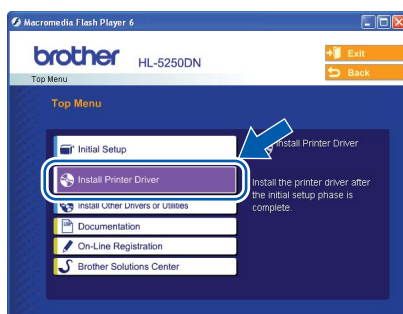 Macromedia Flash Player 6
brother HL-5250DN
Exit
Back
Top Menu
Top Menu
Initial Setup
Install Printer Driver
Install Other Drivers or Utilities
Documentation
On-Line Registration
Brother Solutions Center
Install Printer Driver
Install the printer driver after
the initial setup phase is
complete.